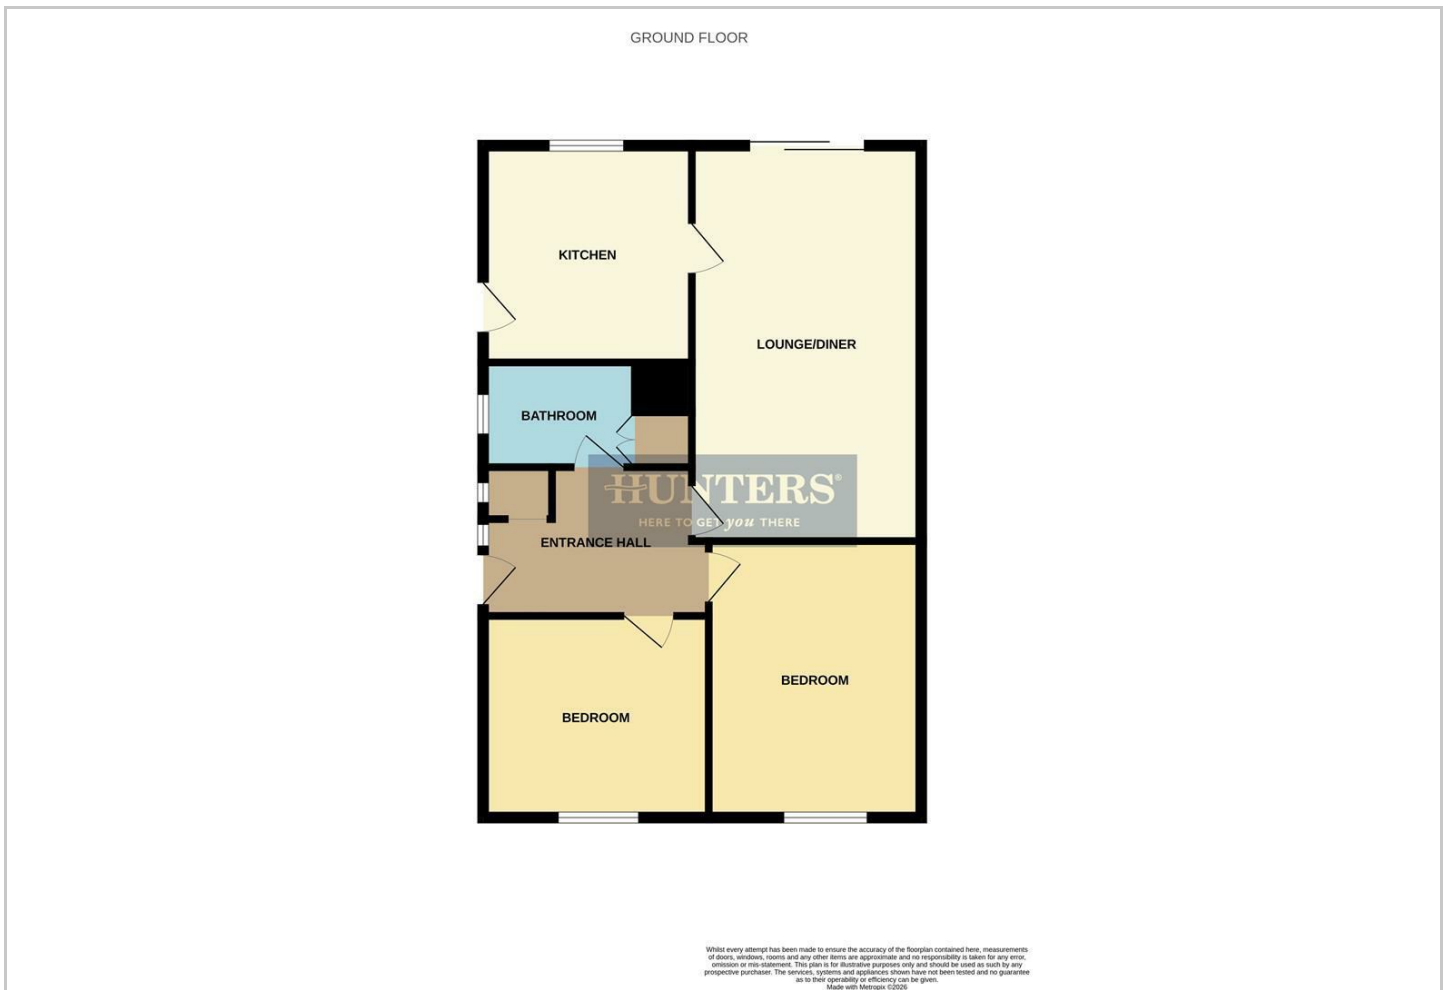 GROUND FLOOR
KITCHEN
LOUNGE/DINER
BATHROOM
HUNTERS®
HERE TO GET you THERE
ENTRANCE HALL
BEDROOM
BEDROOM
Whilst every attempt has been made to ensure the accuracy of the floorplan contained here, measurements
of doors, windows, rooms and any other items are approximate and no responsibility is taken for any error,
omission or mis-statement. This plan is for illustrative purposes only and should be used as such by any
prospective purchaser. The services, systems and appliances shown have not been tested and no guarantee
as to their operability or efficiency can be given.
Made with Metropix ©2026